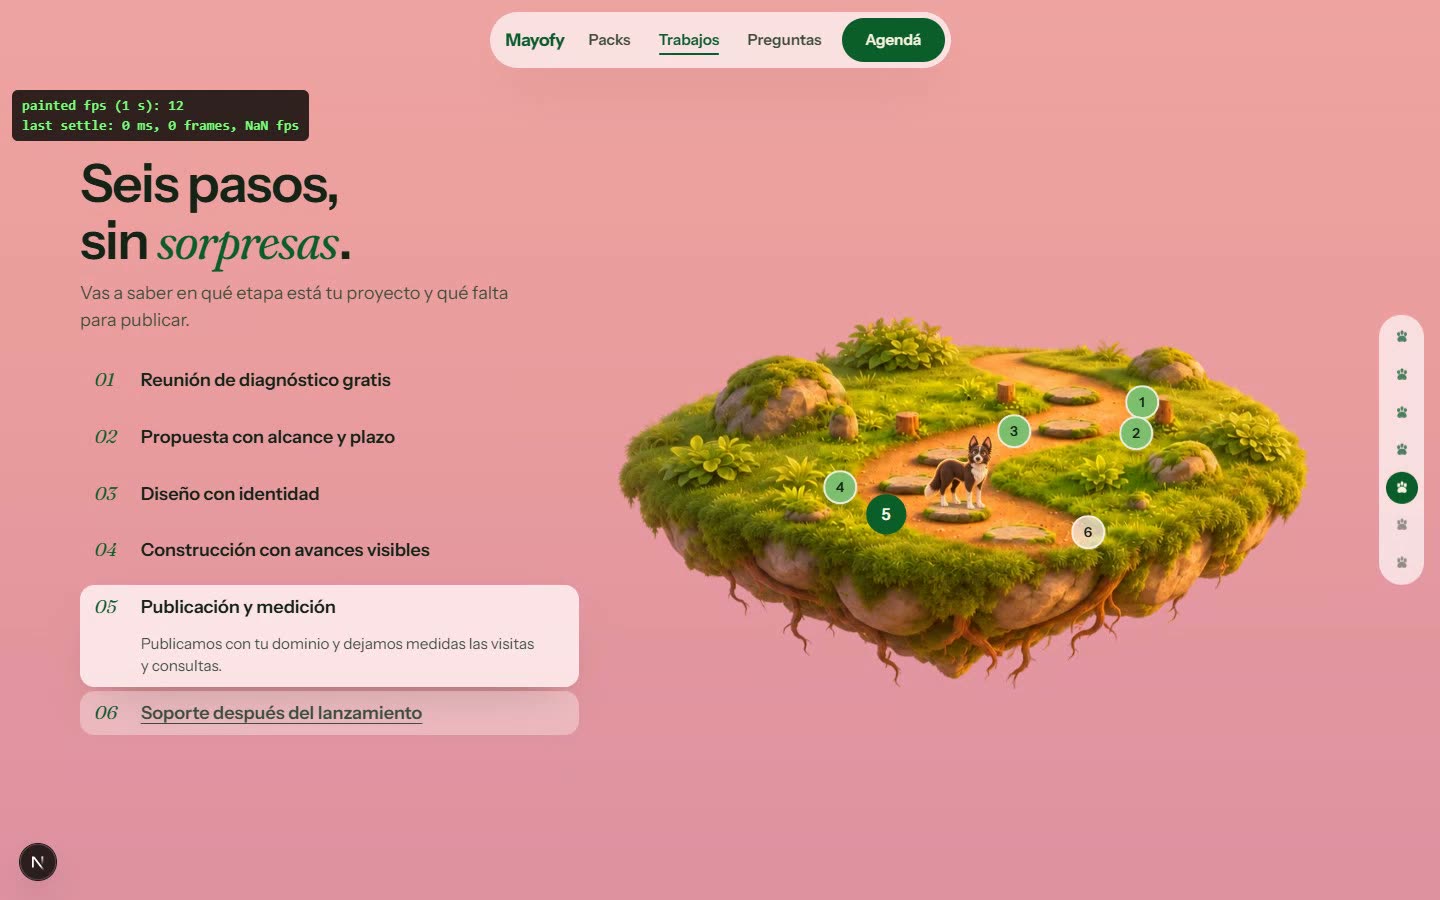 Mayofy Packs Trabajos Preguntas Agendá
painted fps (1 s): 12
last settle: 0 ms, 0 frames, NaN fps
Seis pasos,
sin sorpresas.
Vas a saber en qué etapa está tu proyecto y qué falta
para publicar.
01 Reunión de diagnóstico gratis
02 Propuesta con alcance y plazo
03 Diseño con identidad
04 Construcción con avances visibles
05 Publicación y medición
Publicamos con tu dominio y dejamos medidas las visitas
y consultas.
06 Soporte después del lanzamiento
1
2
3
4
5
6
N